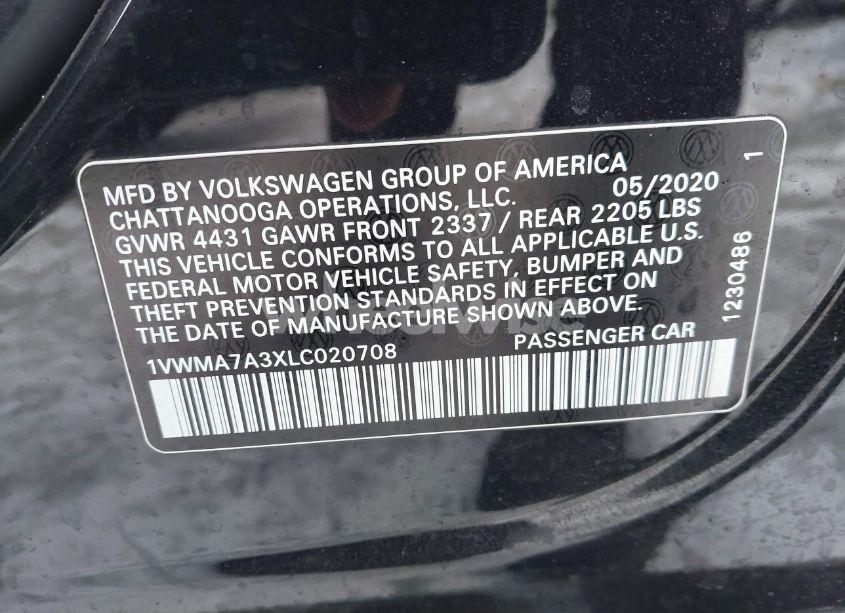 MFD BY VOLKSWAGEN GROUP OF AMERICA
CHATTANOOGA OPERATIONS, LLC. 05/2020
GVWR 4431 GAWR FRONT 2337 / REAR 2205 LBS
THIS VEHICLE CONFORMS TO ALL APPLICABLE U.S.
FEDERAL MOTOR VEHICLE SAFETY, BUMPER AND
THEFT PREVENTION STANDARDS IN EFFECT ON
THE DATE OF MANUFACTURE SHOWN ABOVE.
1VWMA7A3XLC020708 PASSENGER CAR
1230486 1